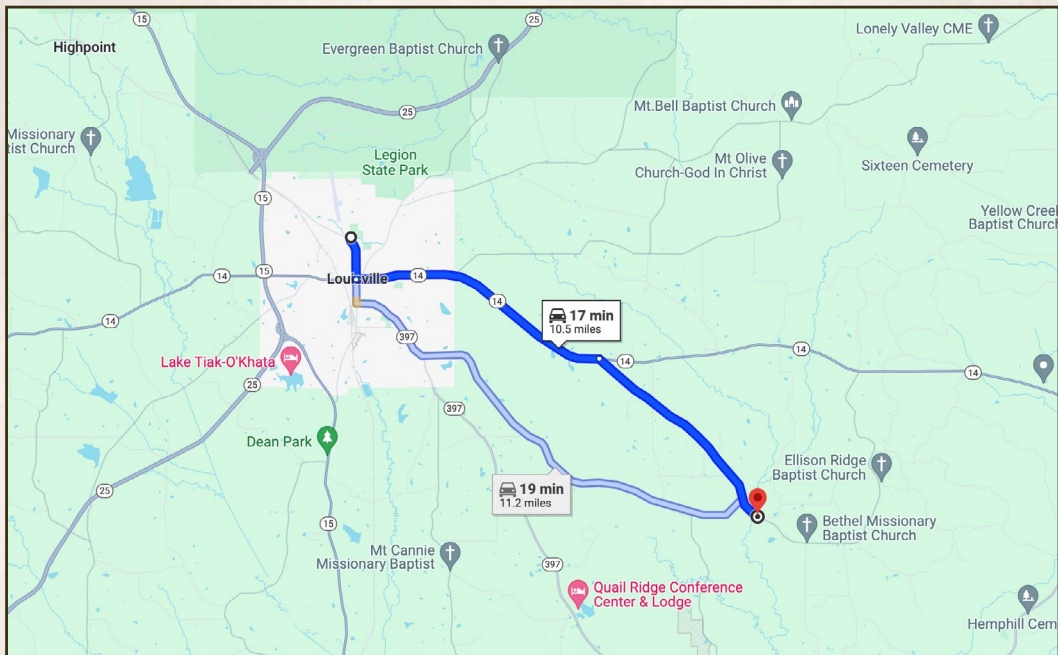 15
25
Lonely Valley CME
Highpoint
Evergreen Baptist Church
25
Mt.Bell Baptist Church
Missionary
tist Church
Legion
State Park
Mt Olive
Church-God In Christ
Sixteen Cemetery
15
Yellow Creek
Baptist Church
14
15
Louisville
14
14
14
17 min
10.5 miles
397
14
14
14
Lake Tiak-O'Khata
25
397
Dean Park
Ellison Ridge
Baptist Church
25
19 min
11.2 miles
15
Bethel Missionary
Baptist Church
Mt Cannie
Missionary Baptist
397
Quail Ridge Conference
Center & Lodge
Hemphill Cem